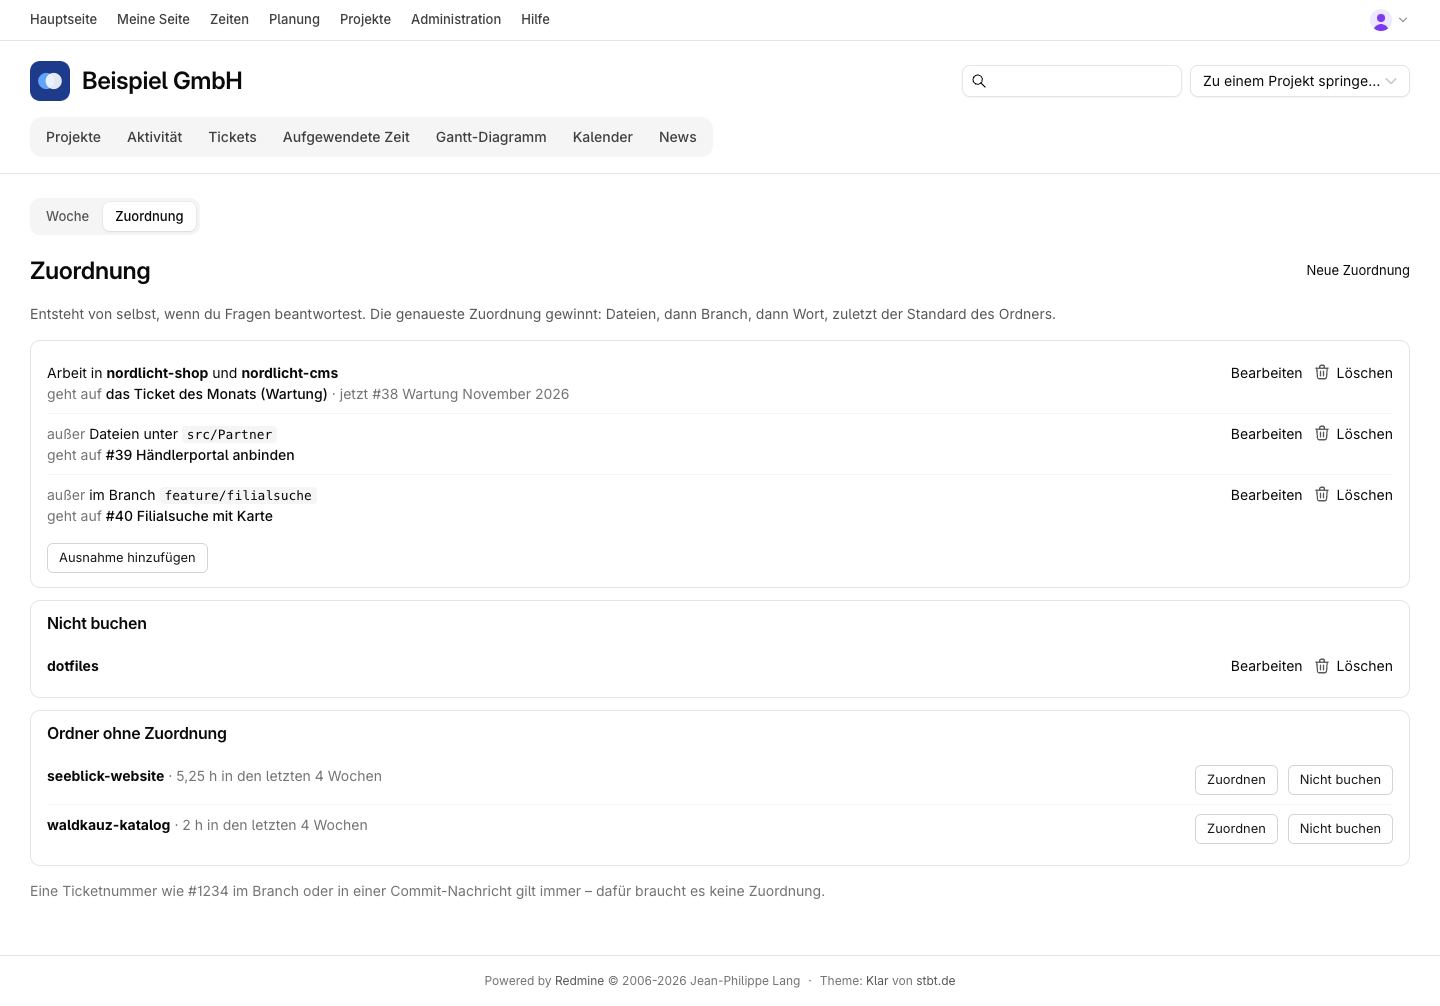 Hauptseite Meine Seite Zeiten Planung Projekte Administration Hilfe
Beispiel GmbH
Zu einem Projekt springe...
Projekte Aktivität Tickets Aufgewendete Zeit Gantt-Diagramm Kalender News
Woche Zuordnung
Zuordnung
Neue Zuordnung
Entsteht von selbst, wenn du Fragen beantwortest. Die genaueste Zuordnung gewinnt: Dateien, dann Branch, dann Wort, zuletzt der Standard des Ordners.
Arbeit in nordlicht-shop und nordlicht-cms
Bearbeiten Löschen
geht auf das Ticket des Monats (Wartung) · jetzt #38 Wartung November 2026
außer Dateien unter src/Partner
Bearbeiten Löschen
geht auf #39 Händlerportal anbinden
außer im Branch feature/filialsuche
Bearbeiten Löschen
geht auf #40 Filialsuche mit Karte
Ausnahme hinzufügen
Nicht buchen
dotfiles
Bearbeiten Löschen
Ordner ohne Zuordnung
seeblick-website · 5,25 h in den letzten 4 Wochen
Zuordnen Nicht buchen
waldkauz-katalog · 2 h in den letzten 4 Wochen
Zuordnen Nicht buchen
Eine Ticketnummer wie #1234 im Branch oder in einer Commit-Nachricht gilt immer – dafür braucht es keine Zuordnung.
Powered by Redmine © 2006-2026 Jean-Philippe Lang · Theme: Klar von stbt.de